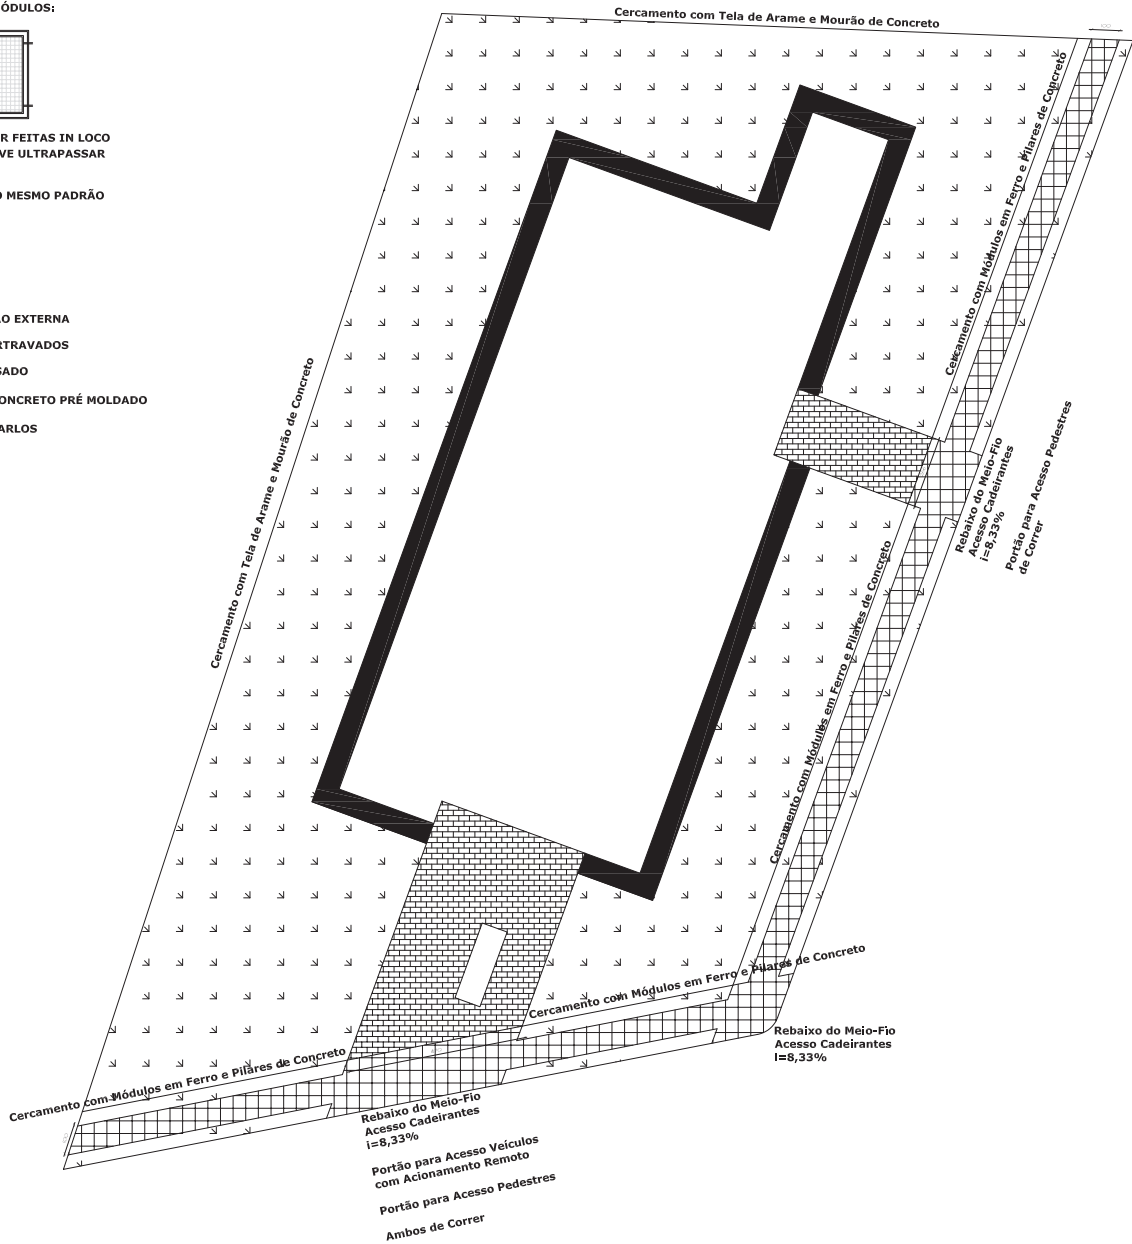 ÓDULOS:
R FEITAS IN LOCO
VE ULTRAPASSAR
O MESMO PADRÃO
ÃO EXTERNA
RTRAVADOS
SADO
ONCRETO PRÉ MOLDADO
ARLOS
Cercamento com Tela de Arame e Mourão de Concreto
Cercamento com Módulos em Ferro e Pilares de Concreto
Cercamento com Tela de Arame e Mourão de Concreto
Rebaixo do Meio-Fio
Acesso Cadeirantes
i=8,33%
Portão para Acesso Pedestres
de Correr
Cercamento com Módulos em Ferro e Pilares de Concreto
Cercamento com Módulos em Ferro e Pilares de Concreto
Rebaixo do Meio-Fio
Acesso Cadeirantes
I=8,33%
Cercamento com Módulos em Ferro e Pilares de Concreto
Rebaixo do Meio-Fio
Acesso Cadeirantes
i=8,33%
Portão para Acesso Veículos
com Acionamento Remoto
Portão para Acesso Pedestres
Ambos de Correr